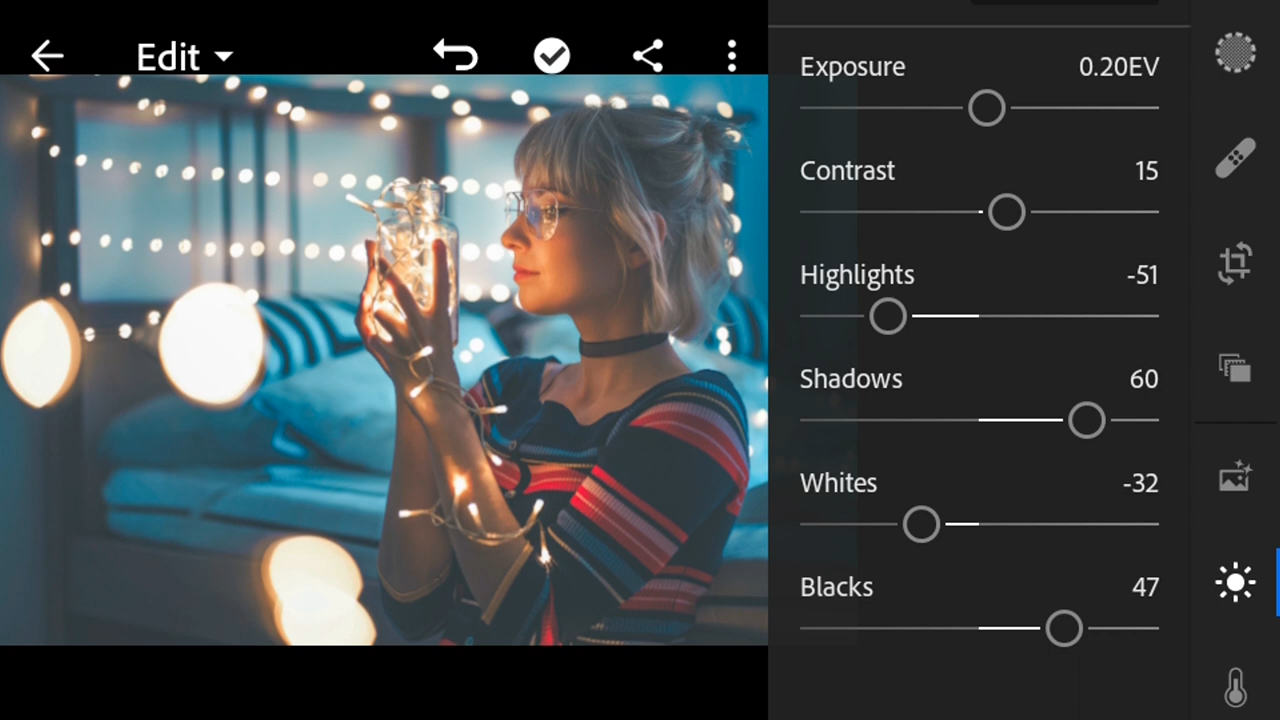 Edit
Exposure 0.20EV
Contrast 15
Highlights -51
Shadows 60
Whites -32
Blacks 47